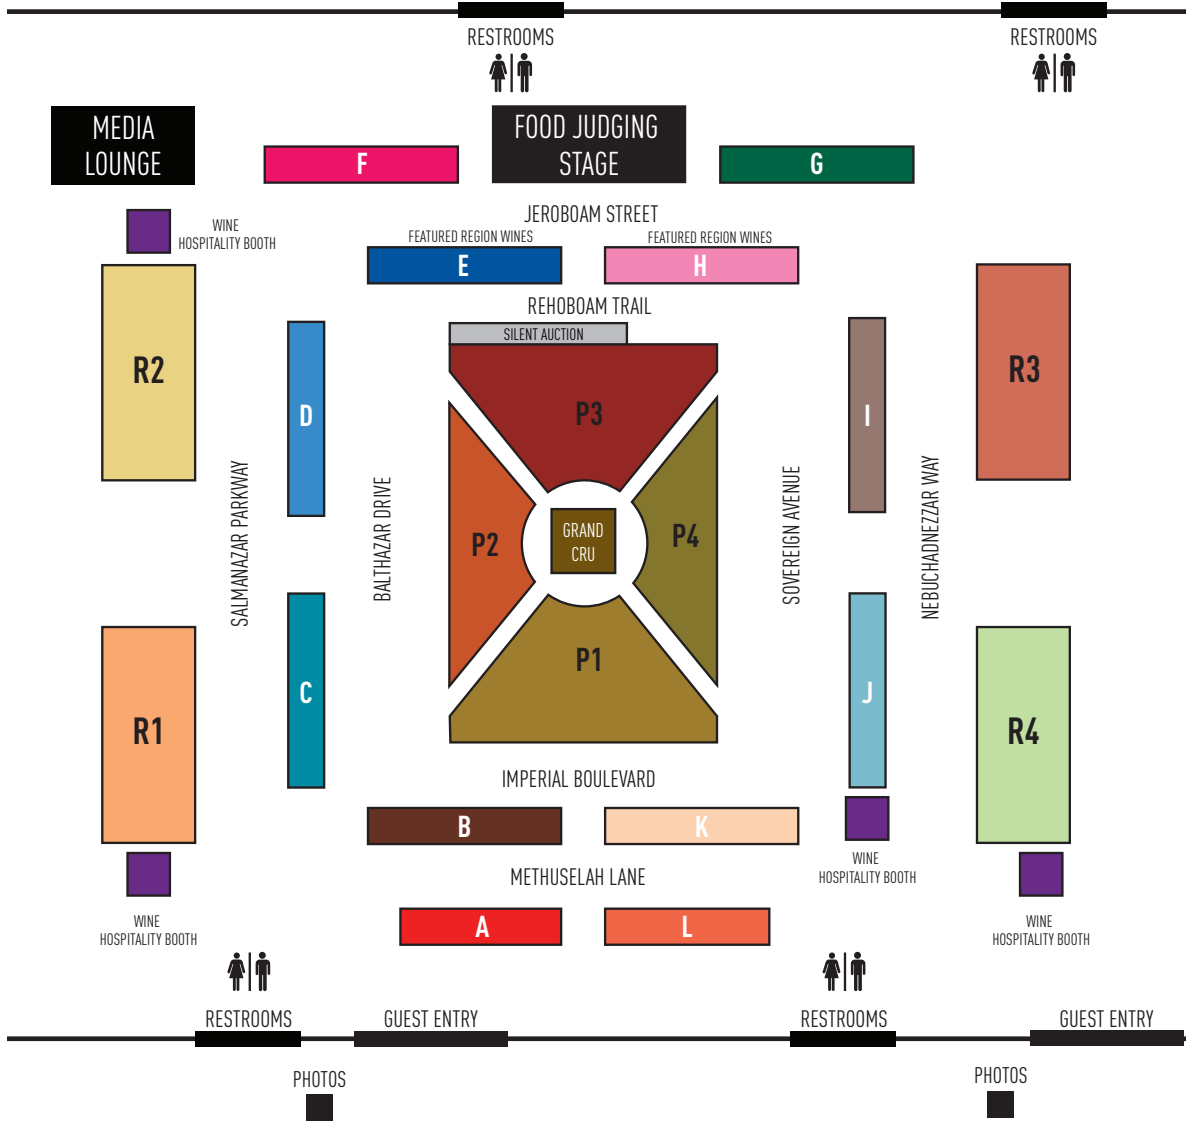 RESTROOMS
RESTROOMS
MEDIA
LOUNGE
FOOD JUDGING
STAGE
F
G
JEROBOAM STREET
WINE
HOSPITALITY BOOTH
FEATURED REGION WINES
FEATURED REGION WINES
E
H
REHOBOAM TRAIL
SILENT AUCTION
R2
R3
D
P3
I
SALMANAZAR PARKWAY
BALTHAZAR DRIVE
SOVEREIGN AVENUE
NEBUCHADNEZZAR WAY
P2
GRAND
CRU
P4
P1
C
J
R1
R4
IMPERIAL BOULEVARD
B
K
WINE
HOSPITALITY BOOTH
METHUSELAH LANE
A
L
WINE
HOSPITALITY BOOTH
WINE
HOSPITALITY BOOTH
RESTROOMS
GUEST ENTRY
RESTROOMS
GUEST ENTRY
PHOTOS
PHOTOS